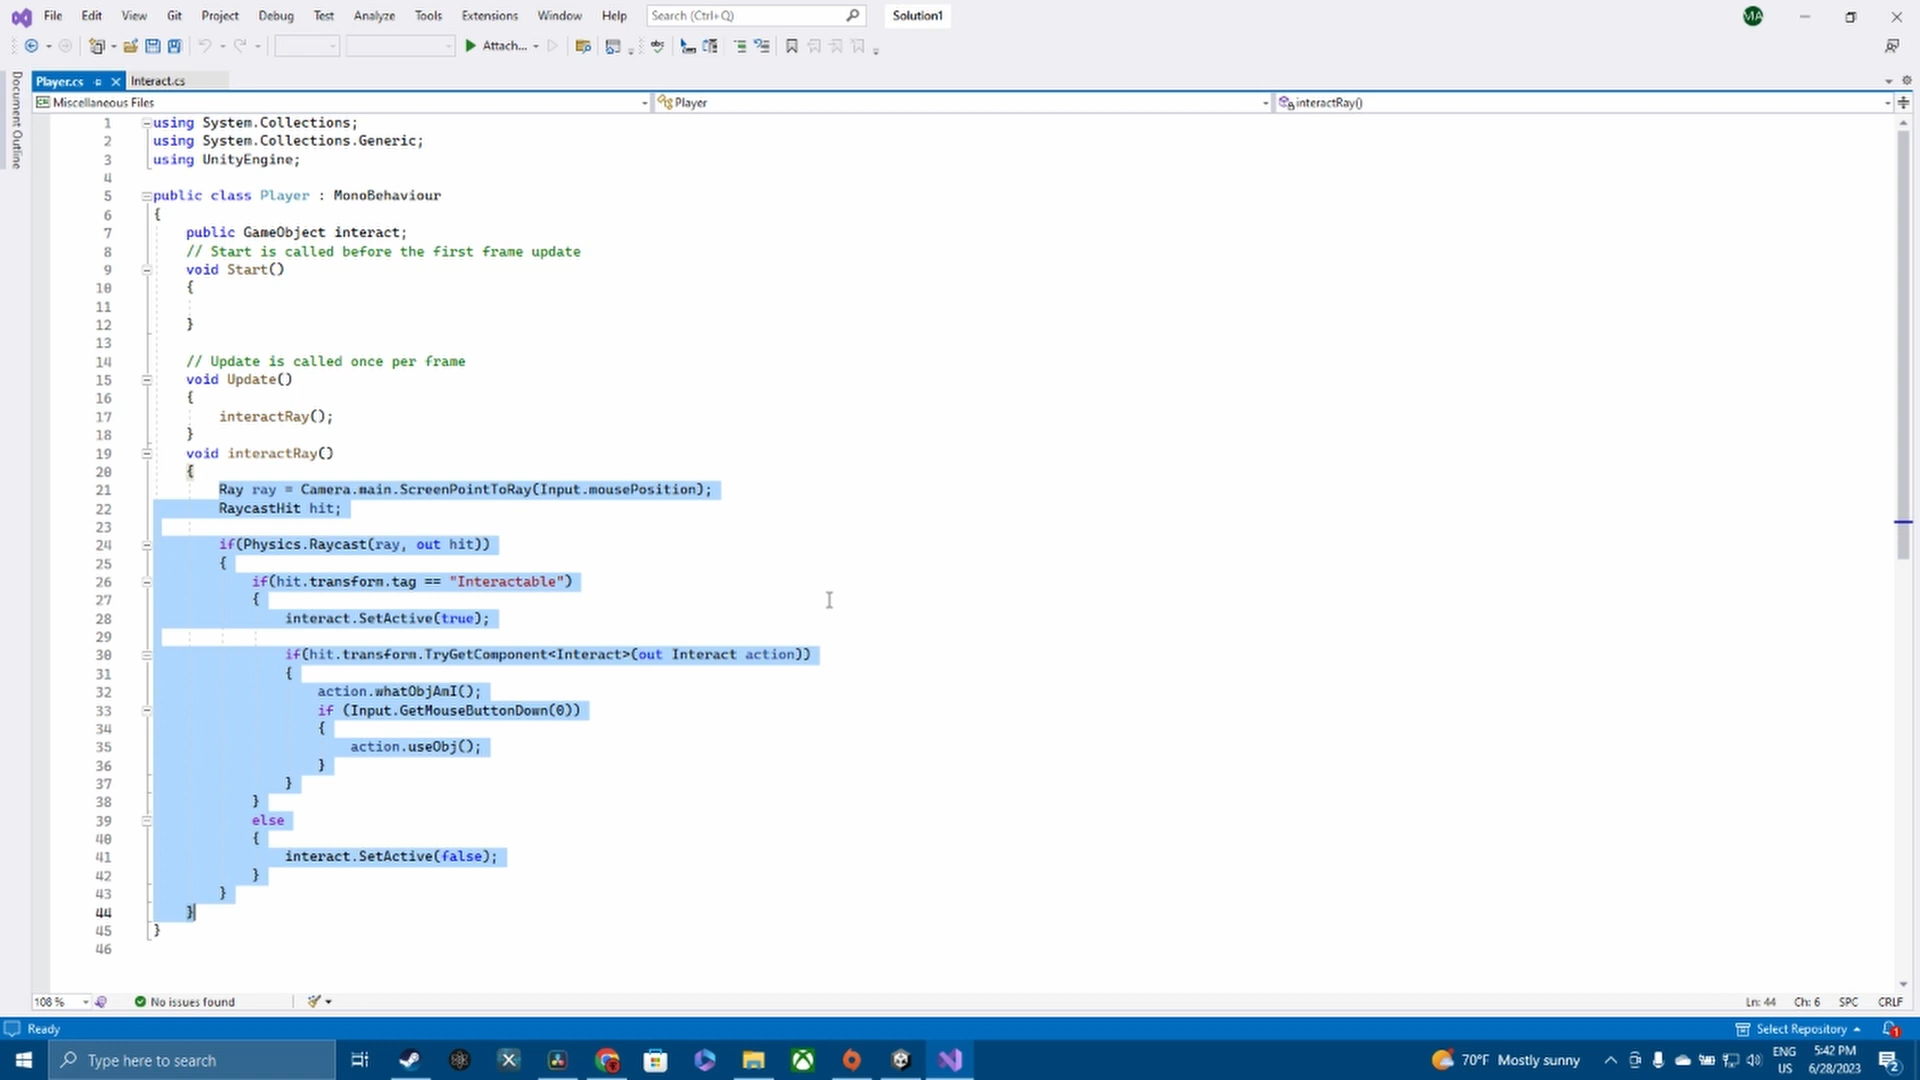 File Edit View Git Project Debug Test Analyze Tools Extensions Window Help Search (Ctrl+Q) Solution1 MA
Attach...
Player.cs Interact.cs
Miscellaneous Files Player interactRay()
Document Outline
1 using System.Collections;
2 using System.Collections.Generic;
3 using UnityEngine;
4
5 public class Player : MonoBehaviour
6 {
7 public GameObject interact;
8 // Start is called before the first frame update
9 void Start()
10 {
11
12 }
13
14 // Update is called once per frame
15 void Update()
16 {
17 interactRay();
18 }
19 void interactRay()
20 {
21 Ray ray = Camera.main.ScreenPointToRay(Input.mousePosition);
22 RaycastHit hit;
23
24 if(Physics.Raycast(ray, out hit))
25 {
26 if(hit.transform.tag == "Interactable")
27 {
28 interact.SetActive(true);
29
30 if(hit.transform.TryGetComponent<Interact>(out Interact action))
31 {
32 action.whatObjAmI();
33 if (Input.GetMouseButtonDown(0))
34 {
35 action.useObj();
36 }
37 }
38 }
39 else
40 {
41 interact.SetActive(false);
42 }
43 }
44 }
45 }
46
108 % No issues found Ln: 44 Ch: 6 SPC CRLF
Ready Select Repository 1
Type here to search 70°F Mostly sunny ENG US 5:42 PM 6/28/2023 2